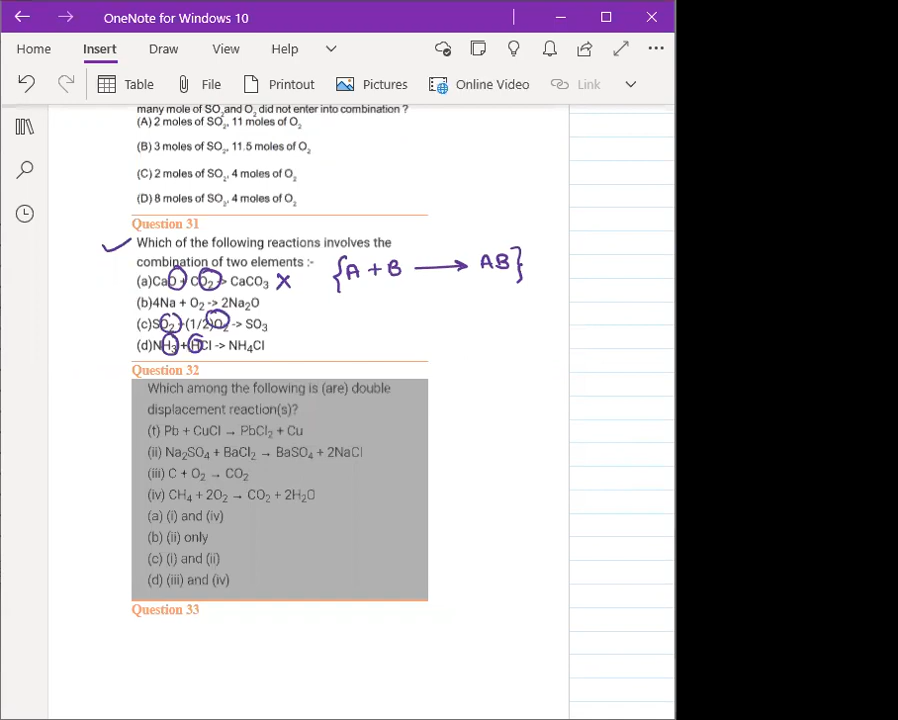 OneNote for Windows 10
Home Insert Draw View Help
Table File Printout Pictures Online Video Link
many mole of SO2 and O2 did not enter into combination ?
(A) 2 moles of SO2, 11 moles of O2
(B) 3 moles of SO2, 11.5 moles of O2
(C) 2 moles of SO2, 4 moles of O2
(D) 8 moles of SO2, 4 moles of O2
Question 31
Which of the following reactions involves the
combination of two elements :-
{A + B ⟶ AB}
(a)CaO + CO2 -> CaCO3 X
(b)4Na + O2 -> 2Na2O
(c)SO2 +(1/2)O2 -> SO3
(d)NH3 + HCl -> NH4Cl
Question 32
Which among the following is (are) double
displacement reaction(s)?
(t) Pb + CuCl → PbCl2 + Cu
(ii) Na2SO4 + BaCl2 → BaSO4 + 2NaCl
(iii) C + O2 → CO2
(iv) CH4 + 2O2 → CO2 + 2H2O
(a) (i) and (iv)
(b) (ii) only
(c) (i) and (ii)
(d) (iii) and (iv)
Question 33